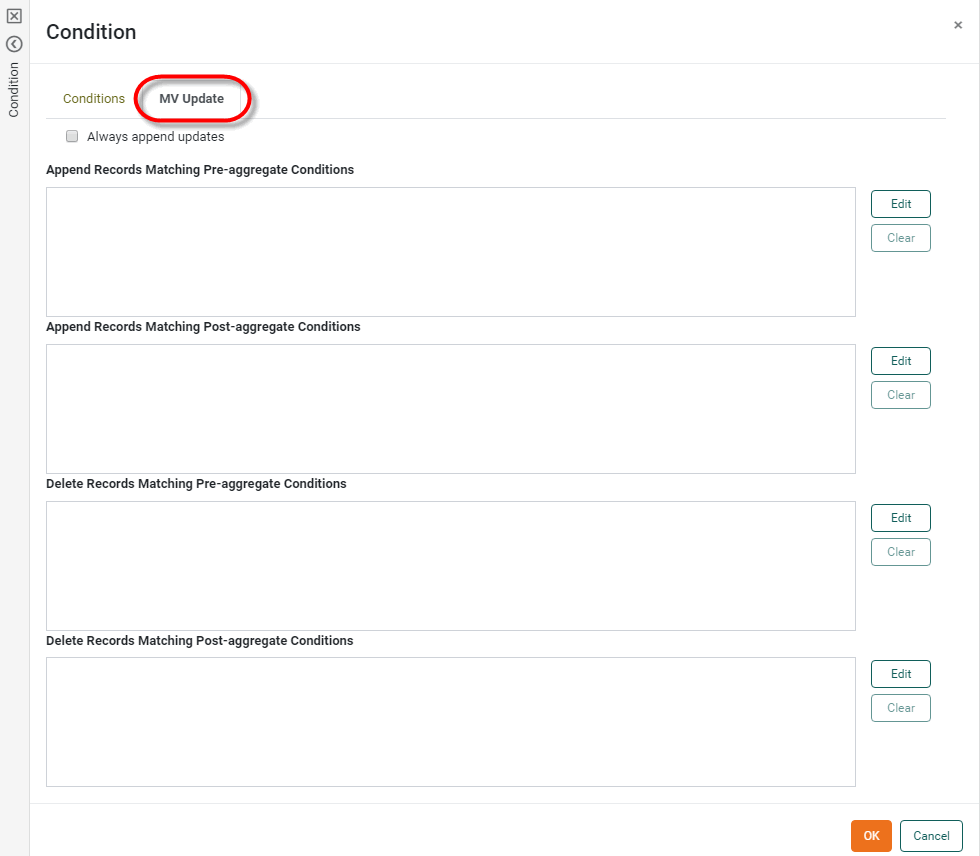 Condition
×
Condition
Conditions
MV Update
Always append updates
Append Records Matching Pre-aggregate Conditions
Edit
Clear
Append Records Matching Post-aggregate Conditions
Edit
Clear
Delete Records Matching Pre-aggregate Conditions
Edit
Clear
Delete Records Matching Post-aggregate Conditions
Edit
Clear
OK
Cancel